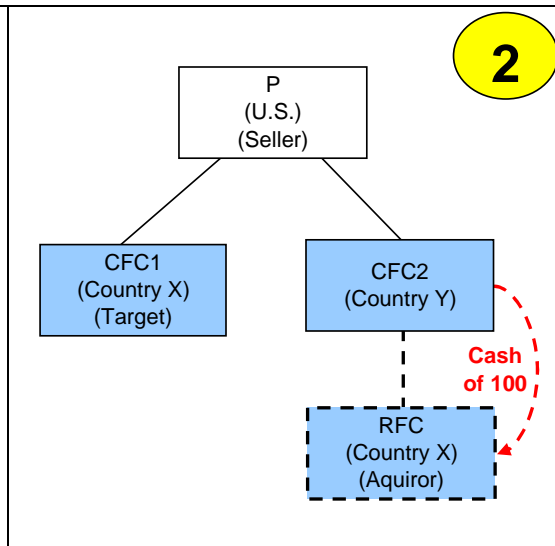 2
P
(U.S.)
(Seller)
CFC1
(Country X)
(Target)
CFC2
(Country Y)
Cash
of 100
RFC
(Country X)
(Aquiror)